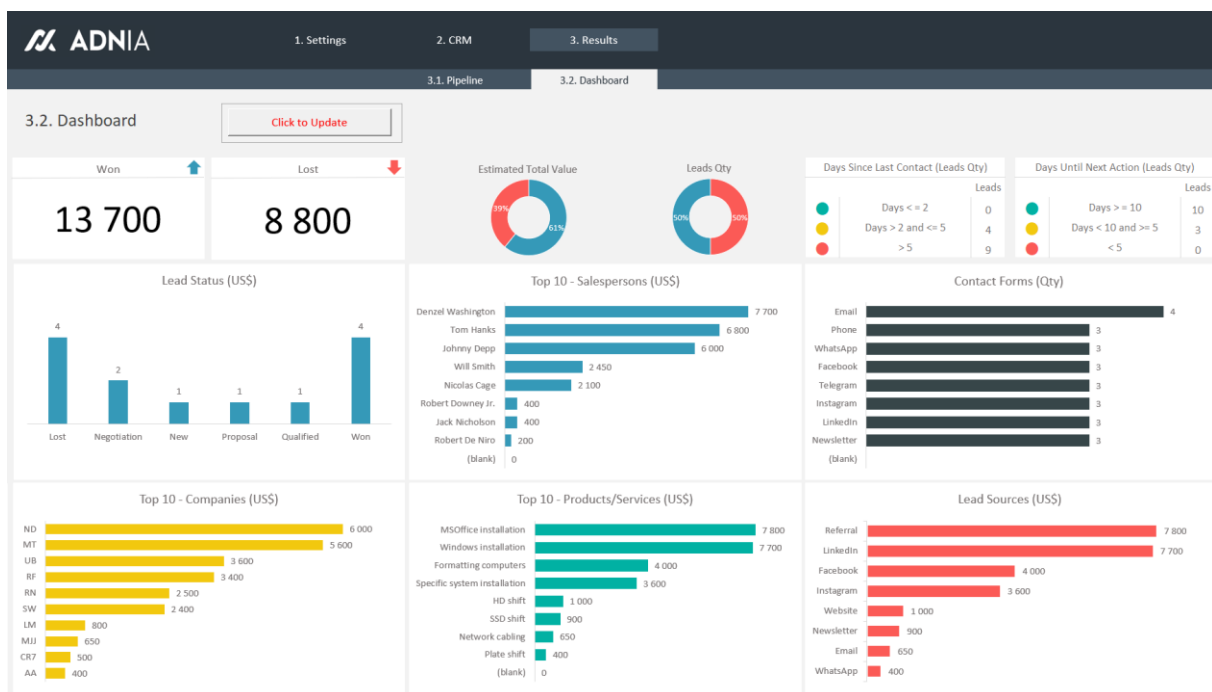 ADNIA
1. Settings
2. CRM
3. Results
3.1. Pipeline
3.2. Dashboard
3.2. Dashboard
Click to Update
Won
13 700
Lost
8 800
Estimated Total Value
39%
61%
Leads Qty
50%
50%
Days Since Last Contact (Leads Qty)
Leads
Days < = 2 0
Days > 2 and <= 5 4
> 5 9
Days Until Next Action (Leads Qty)
Leads
Days > = 10 10
Days < 10 and >= 5 3
< 5 0
Lead Status (US$)
4
2
1
1
1
4
Lost
Negotiation
New
Proposal
Qualified
Won
Top 10 - Salespersons (US$)
Denzel Washington 7 700
Tom Hanks 6 800
Johnny Depp 6 000
Will Smith 2 450
Nicolas Cage 2 100
Robert Downey Jr. 400
Jack Nicholson 400
Robert De Niro 200
(blank) 0
Contact Forms (Qty)
Email 4
Phone 3
WhatsApp 3
Facebook 3
Telegram 3
Instagram 3
LinkedIn 3
Newsletter 3
(blank)
Top 10 - Companies (US$)
ND 6 000
MT 5 600
UB 3 600
RF 3 400
RN 2 500
SW 2 400
LM 800
MJJ 650
CR7 500
AA 400
Top 10 - Products/Services (US$)
MSOffice installation 7 800
Windows installation 7 700
Formatting computers 4 000
Specific system installation 3 600
HD shift 1 000
SSD shift 900
Network cabling 650
Plate shift 400
(blank) 0
Lead Sources (US$)
Referral 7 800
LinkedIn 7 700
Facebook 4 000
Instagram 3 600
Website 1 000
Newsletter 900
Email 650
WhatsApp 400